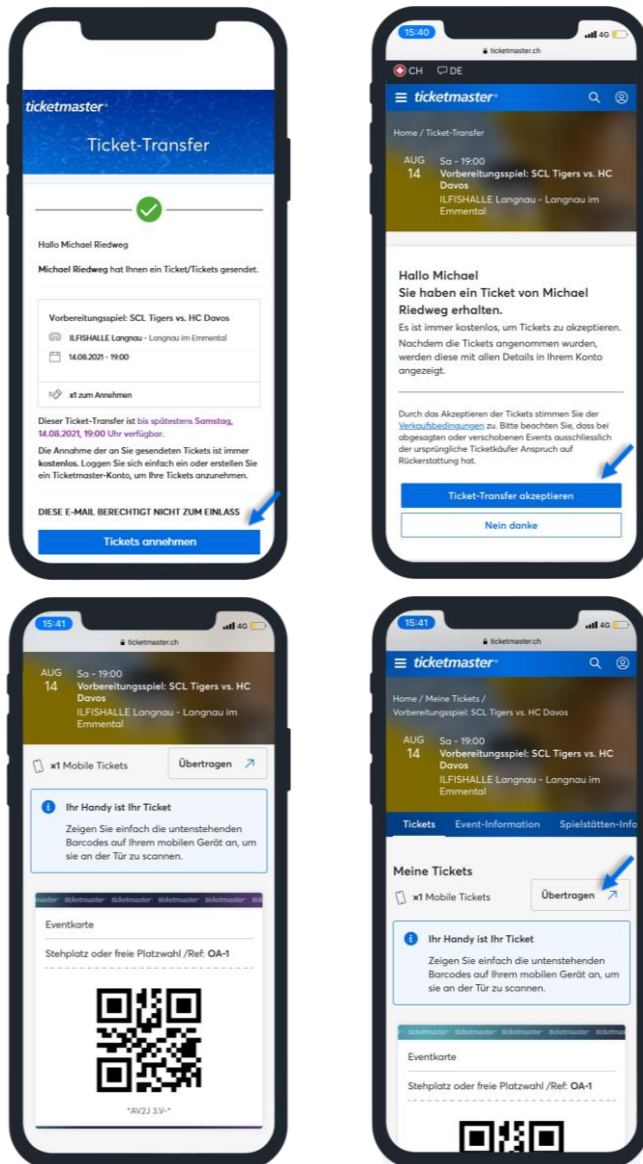 ticketmaster®
Ticket-Transfer
Hallo Michael Riedweg
Michael Riedweg hat Ihnen ein Ticket/Tickets gesendet.
Vorbereitungsspiel: SCL Tigers vs. HC Davos
ILFISHALLE Langnau - Langnau im Emmental
14.08.2021 - 19:00
x1 zum Annehmen
Dieser Ticket-Transfer ist bis spätestens Samstag,
14.08.2021, 19:00 Uhr verfügbar.
Die Annahme der an Sie gesendeten Tickets ist immer
kostenlos. Loggen Sie sich einfach ein oder erstellen Sie
ein Ticketmaster-Konto, um Ihre Tickets anzunehmen.
DIESE E-MAIL BERECHTIGT NICHT ZUM EINLASS
Tickets annehmen
15:40
4G
ticketmaster.ch
CH DE
ticketmaster®
Home / Ticket-Transfer
AUG Sa - 19:00
14 Vorbereitungsspiel: SCL Tigers vs. HC
Davos
ILFISHALLE Langnau - Langnau im
Emmental
Hallo Michael
Sie haben ein Ticket von Michael
Riedweg erhalten.
Es ist immer kostenlos, um Tickets zu akzeptieren.
Nachdem die Tickets angenommen wurden,
werden diese mit allen Details in Ihrem Konto
angezeigt.
Durch das Akzeptieren der Tickets stimmen Sie der
Verkaufsbedingungen zu. Bitte beachten Sie, dass bei
abgesagten oder verschobenen Events ausschliesslich
der ursprüngliche Ticketkäufer Anspruch auf
Rückerstattung hat.
Ticket-Transfer akzeptieren
Nein danke
15:41
4G
ticketmaster.ch
AUG Sa - 19:00
14 Vorbereitungsspiel: SCL Tigers vs. HC
Davos
ILFISHALLE Langnau - Langnau im
Emmental
x1 Mobile Tickets
Übertragen
Ihr Handy ist Ihr Ticket
Zeigen Sie einfach die untenstehenden
Barcodes auf Ihrem mobilen Gerät an, um
sie an der Tür zu scannen.
ticketmaster ticketmaster ticketmaster ticketmaster
Eventkarte
Stehplatz oder freie Platzwahl /Ref: OA-1
*AV2J 3.V-*
15:41
4G
ticketmaster.ch
ticketmaster®
Home / Meine Tickets /
Vorbereitungsspiel: SCL Tigers vs. HC Davos
AUG Sa - 19:00
14 Vorbereitungsspiel: SCL Tigers vs. HC
Davos
ILFISHALLE Langnau - Langnau im
Emmental
Tickets Event-Information Spielstätten-Info
Meine Tickets
x1 Mobile Tickets
Übertragen
Ihr Handy ist Ihr Ticket
Zeigen Sie einfach die untenstehenden
Barcodes auf Ihrem mobilen Gerät an, um
sie an der Tür zu scannen.
ticketmaster ticketmaster ticketmaster ticketmaster
Eventkarte
Stehplatz oder freie Platzwahl /Ref: OA-1